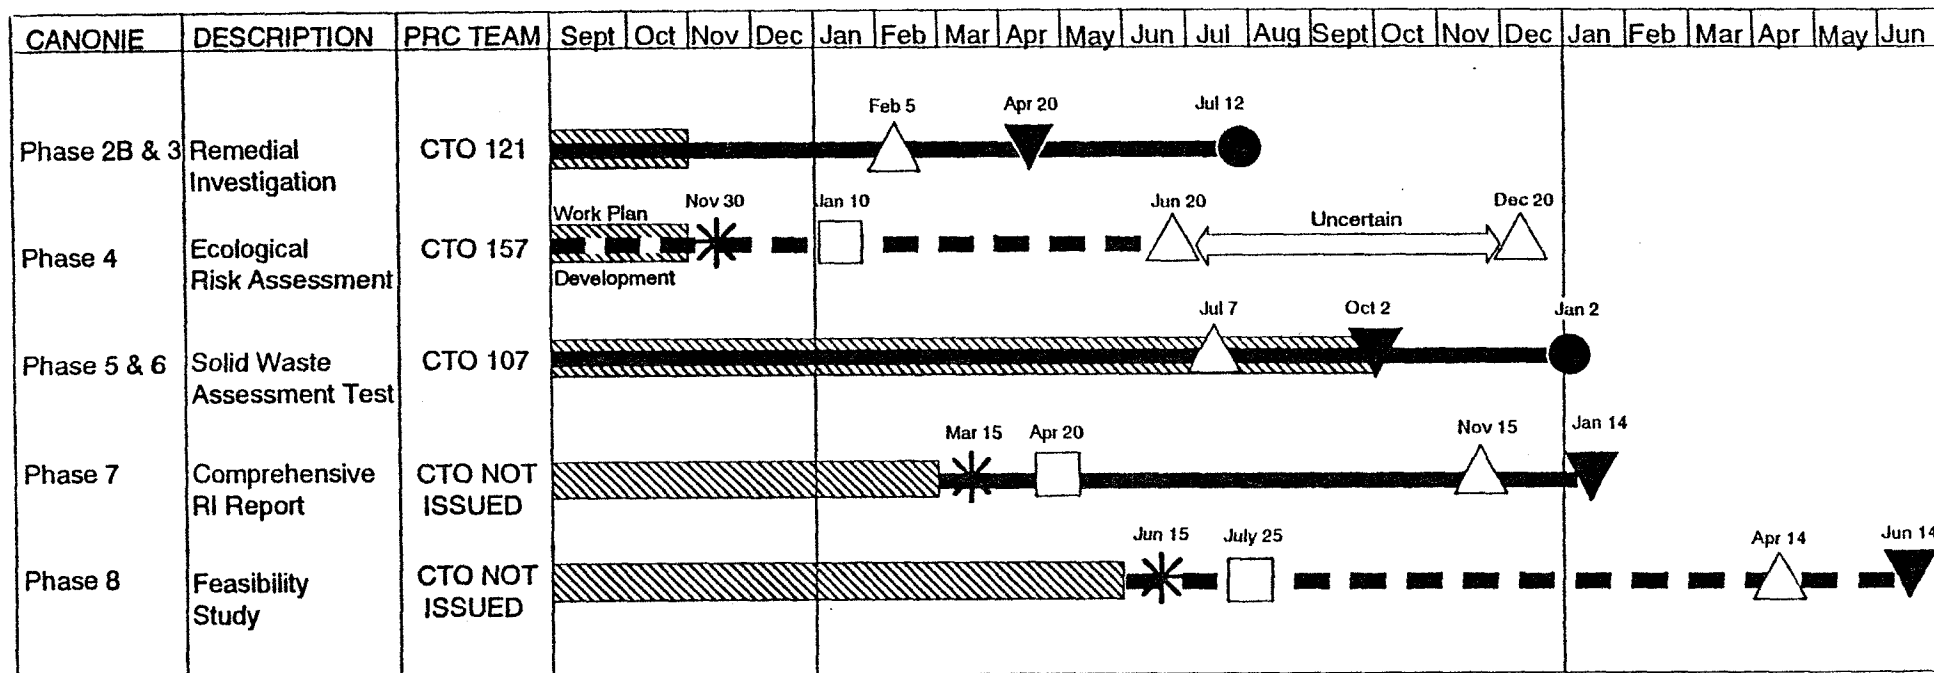 CANONIE DESCRIPTION PRC TEAM Sept Oct Nov Dec Jan Feb Mar Apr May Jun Jul Aug Sept Oct Nov Dec Jan Feb Mar Apr May Jun
Feb 5 Apr 20 Jul 12
Phase 2B & 3 Remedial CTO 121
Investigation
Work Plan Nov 30 Jan 10 Jun 20 Uncertain Dec 20
Phase 4 Ecological CTO 157
Risk Assessment Development
Jul 7 Oct 2 Jan 2
Phase 5 & 6 Solid Waste CTO 107
Assessment Test
Mar 15 Apr 20 Nov 15 Jan 14
Phase 7 Comprehensive CTO NOT
RI Report ISSUED
Jun 15 July 25 Apr 14 Jun 14
Phase 8 Feasibility CTO NOT
Study ISSUED